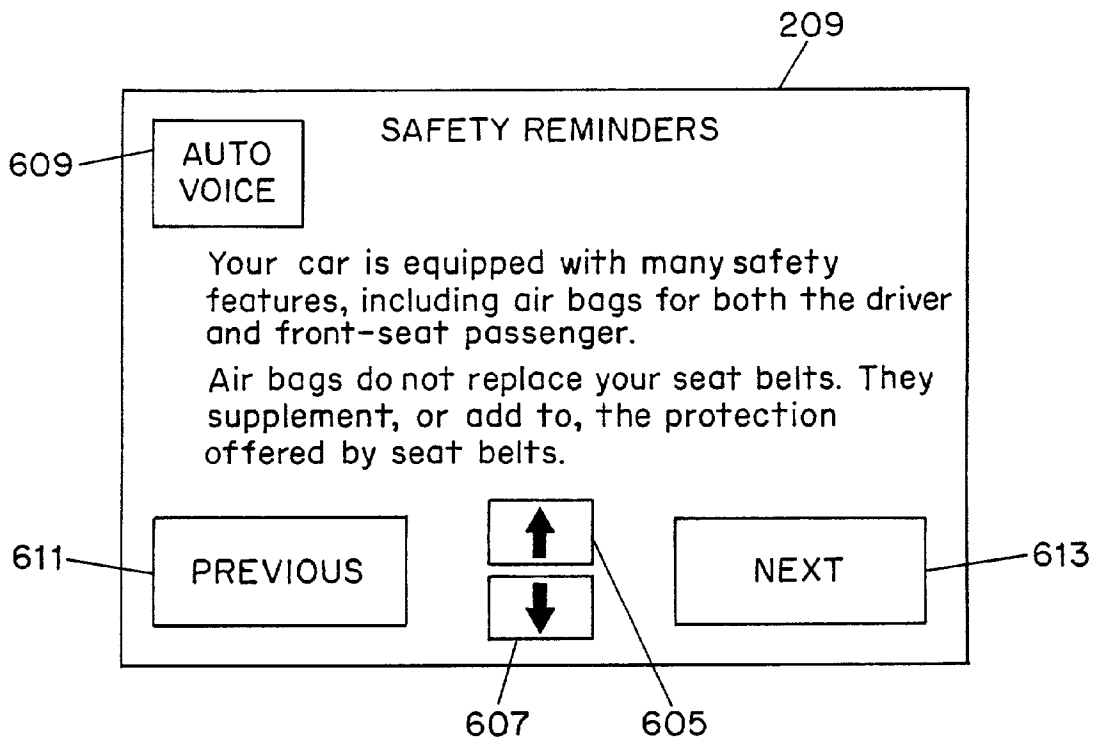 209
SAFETY REMINDERS
609
AUTO
VOICE
Your car is equipped with many safety
features, including air bags for both the driver
and front-seat passenger.
Air bags do not replace your seat belts. They
supplement, or add to, the protection
offered by seat belts.
611
PREVIOUS
NEXT
613
607
605